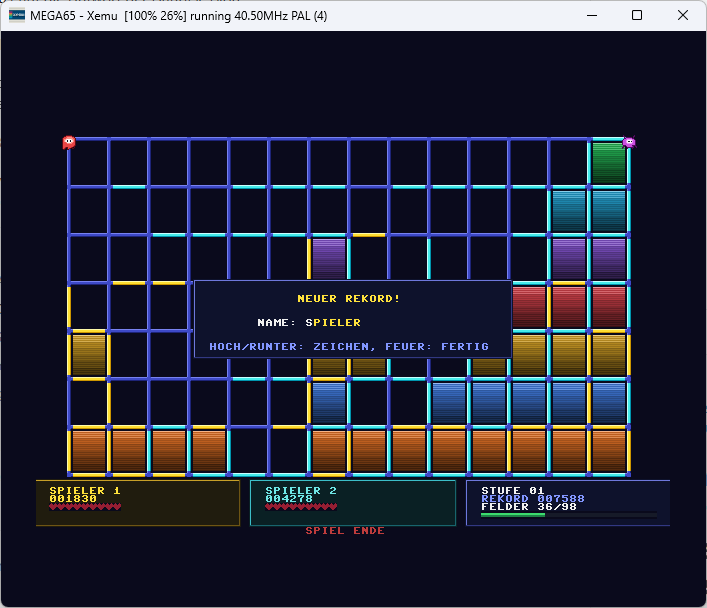 MEGA65 - Xemu [100% 26%] running 40.50MHz PAL (4)
NEUER REKORD!
NAME: SPIELER
HOCH/RUNTER: ZEICHEN, FEUER: FERTIG
SPIELER 1
001830
SPIELER 2
004278
STUFE 01
REKORD 007588
FELDER 36/98
SPIEL ENDE